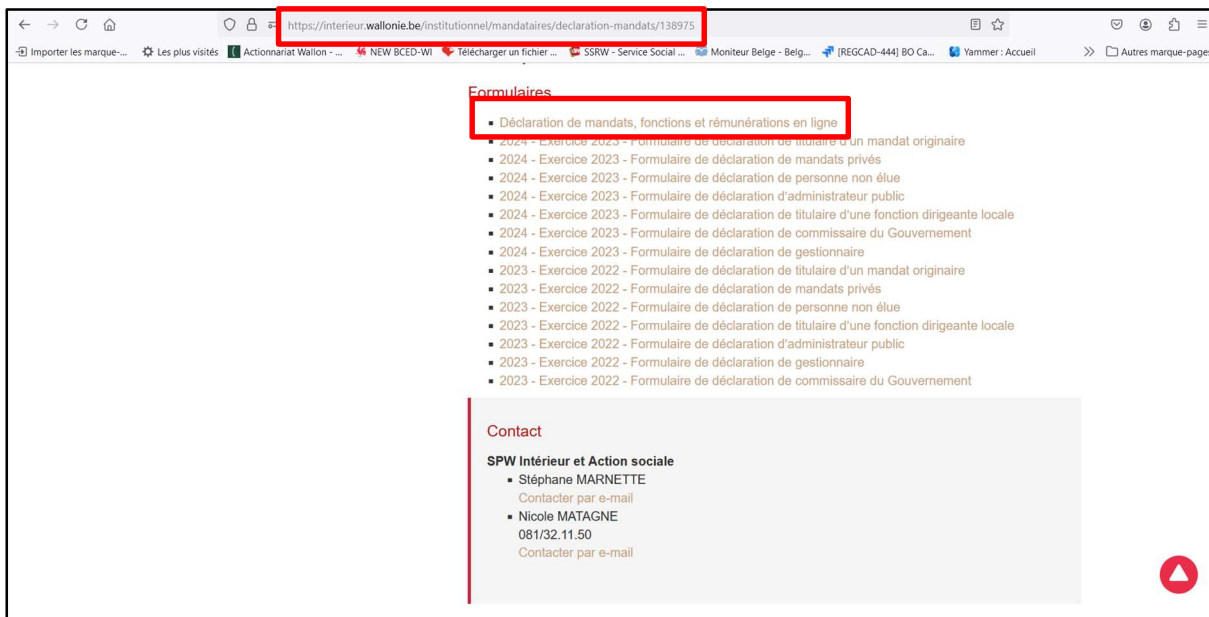 https://interieur.wallonie.be/institutionnel/mandataires/declaration-mandats/138975
Importer les marque-... Les plus visités Actionnariat Wallon - ... NEW BCED-WI Télécharger un fichier ... SSRW - Service Social ... Moniteur Belge - Belg... [REGCAD-444] BO Ca... Yammer : Accueil Autres marque-pages
Formulaires
Déclaration de mandats, fonctions et rémunérations en ligne
2024 - Exercice 2023 - Formulaire de déclaration de titulaire d'un mandat originaire
2024 - Exercice 2023 - Formulaire de déclaration de mandats privés
2024 - Exercice 2023 - Formulaire de déclaration de personne non élue
2024 - Exercice 2023 - Formulaire de déclaration d'administrateur public
2024 - Exercice 2023 - Formulaire de déclaration de titulaire d'une fonction dirigeante locale
2024 - Exercice 2023 - Formulaire de déclaration de commissaire du Gouvernement
2024 - Exercice 2023 - Formulaire de déclaration de gestionnaire
2023 - Exercice 2022 - Formulaire de déclaration de titulaire d'un mandat originaire
2023 - Exercice 2022 - Formulaire de déclaration de mandats privés
2023 - Exercice 2022 - Formulaire de déclaration de personne non élue
2023 - Exercice 2022 - Formulaire de déclaration de titulaire d'une fonction dirigeante locale
2023 - Exercice 2022 - Formulaire de déclaration d'administrateur public
2023 - Exercice 2022 - Formulaire de déclaration de gestionnaire
2023 - Exercice 2022 - Formulaire de déclaration de commissaire du Gouvernement
Contact
SPW Intérieur et Action sociale
Stéphane MARNETTE
Contacter par e-mail
Nicole MATAGNE
081/32.11.50
Contacter par e-mail